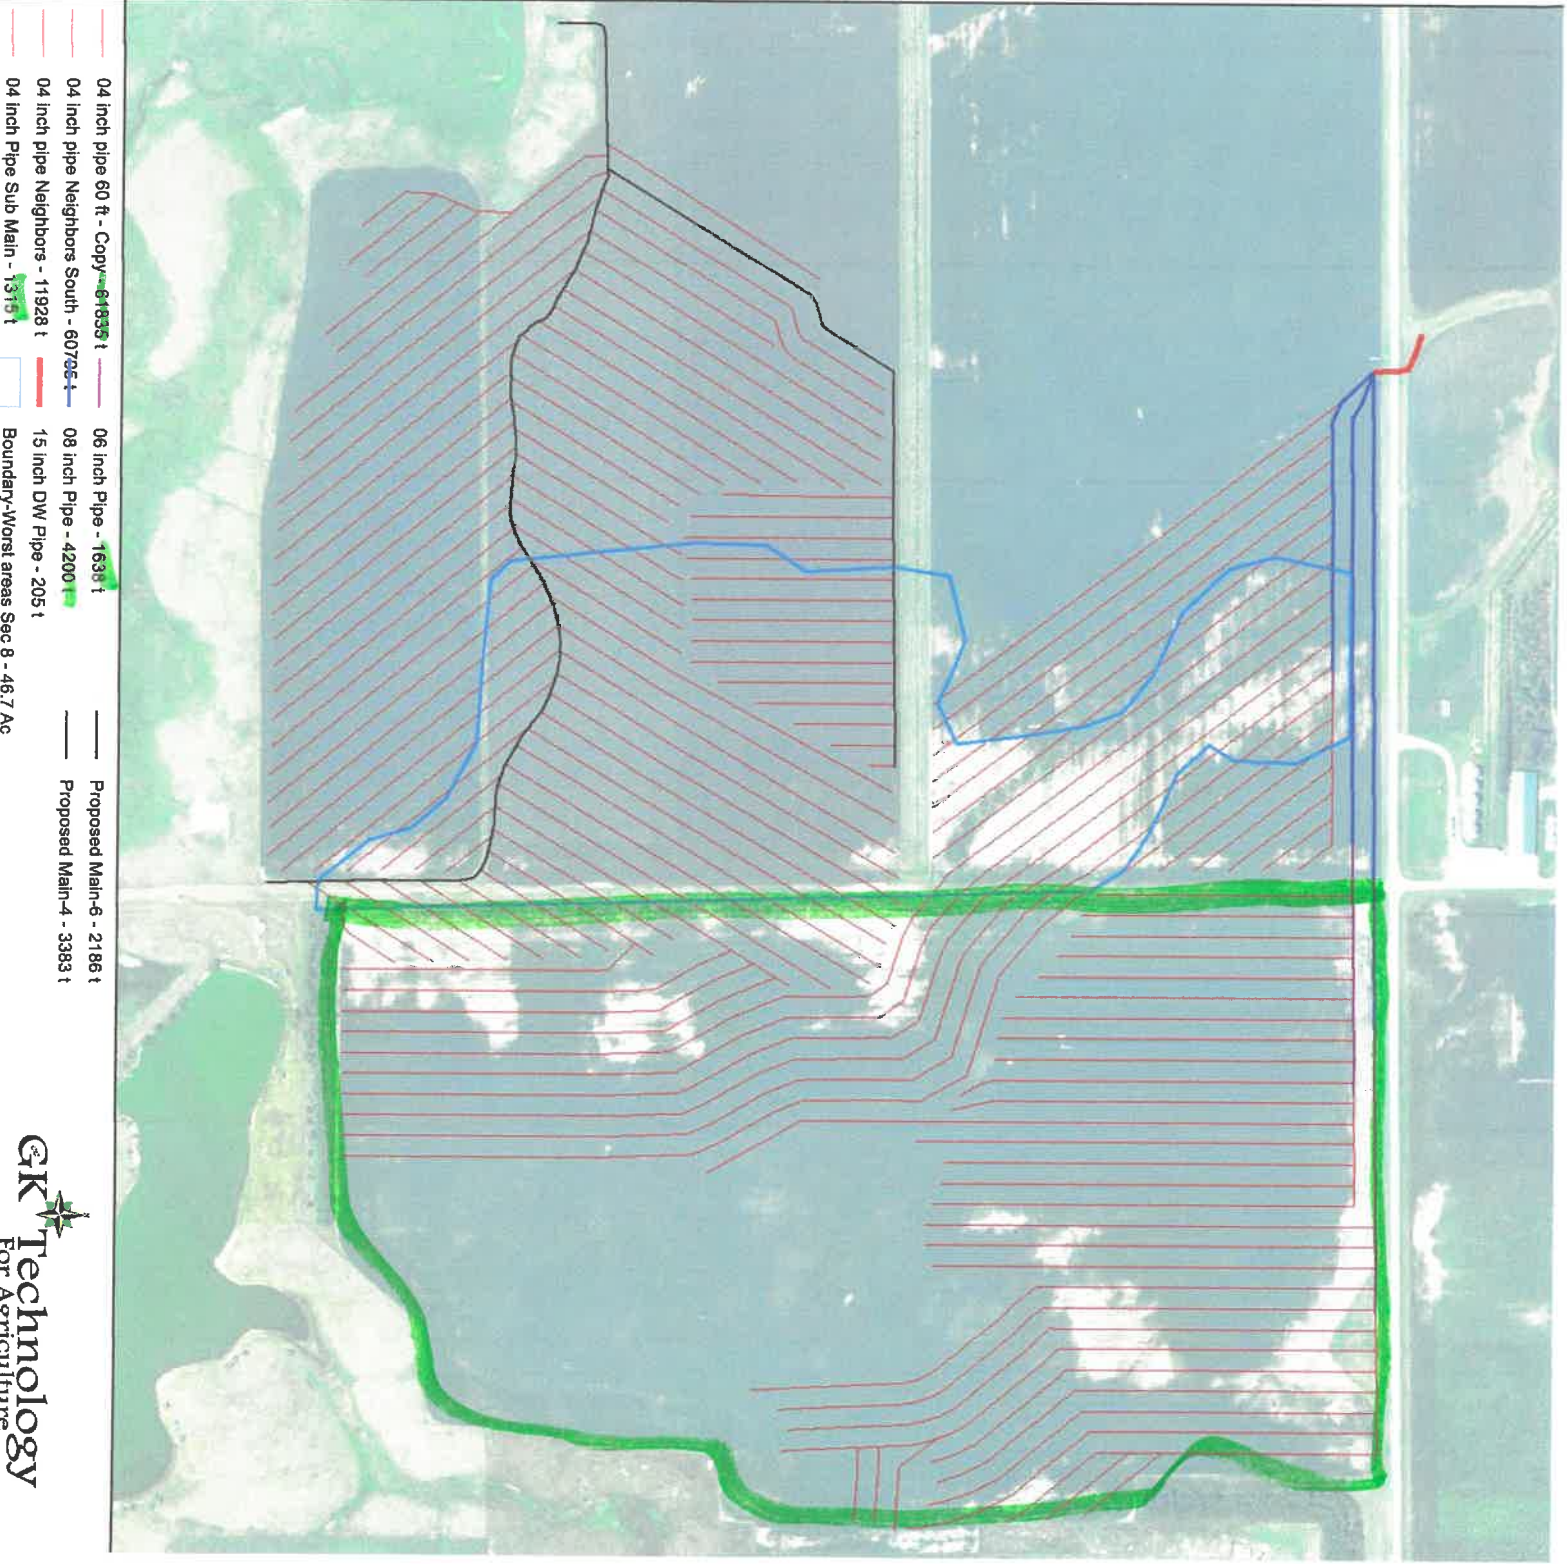 04 inch pipe 60 ft - Copy - 61835 t
04 inch pipe Neighbors South - 60795 t
04 inch pipe Neighbors - 11928 t
04 inch Pipe Sub Main - 1315 t
06 inch Pipe - 1638 t
08 inch Pipe - 4200 t
15 inch DW Pipe - 205 t
Boundary-Worst areas Sec 8 - 46.7 Ac
Proposed Main-6 - 2186 t
Proposed Main-4 - 3383 t
GK Technology
For Agriculture